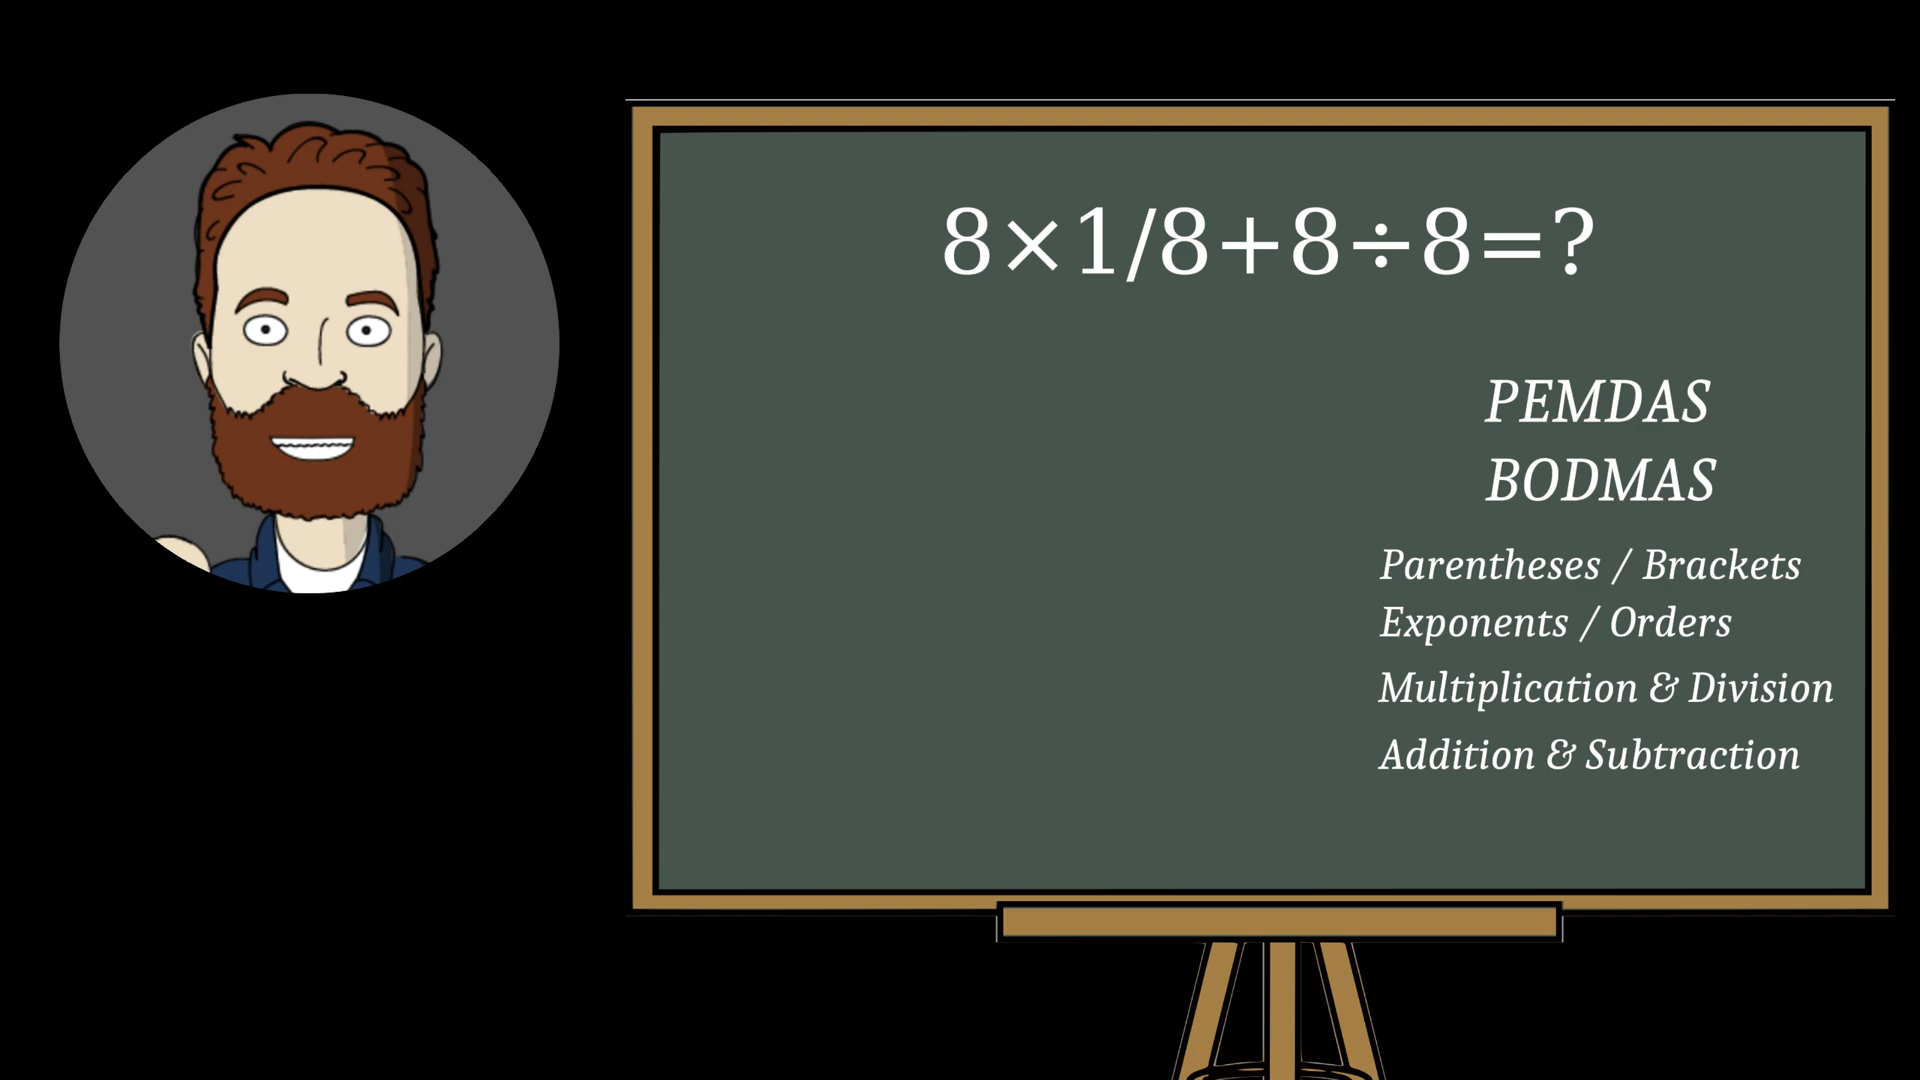 8×1/8+8÷8=?
PEMDAS
BODMAS
Parentheses / Brackets
Exponents / Orders
Multiplication & Division
Addition & Subtraction